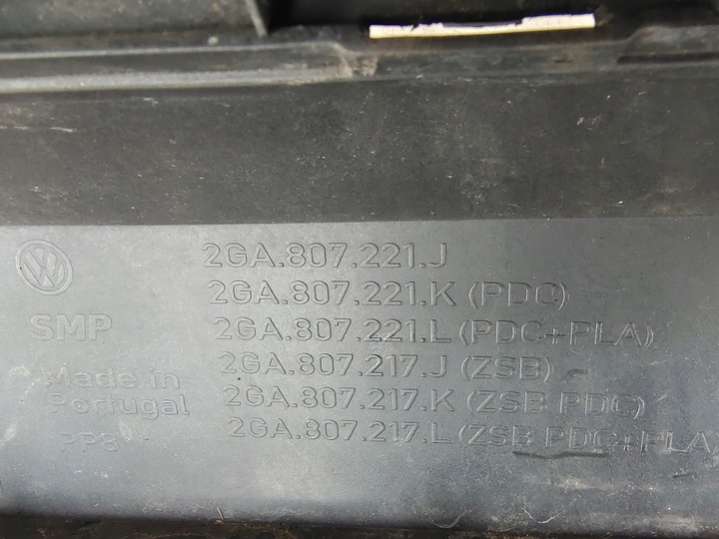 2GA.807.221.J
2GA.807.221.K (PDC)
SMP 2GA.807.221.L (PDC+PLA)
2GA.807.217.J (ZSB)
Made in
Portugal
2GA.807.217.K (ZSB PDC)
2GA.807.217.L (ZSB PDC+PLA